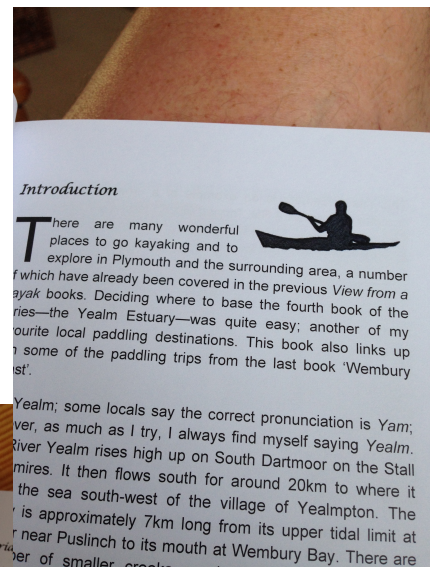 Introduction
There are many wonderful
places to go kayaking and to
explore in Plymouth and the surrounding area, a number
f which have already been covered in the previous View from a
ayak books. Deciding where to base the fourth book of the
ries—the Yealm Estuary—was quite easy; another of my
ourite local paddling destinations. This book also links up
some of the paddling trips from the last book ‘Wembury
st’.
Yealm; some locals say the correct pronunciation is Yam;
ver, as much as I try, I always find myself saying Yealm.
River Yealm rises high up on South Dartmoor on the Stall
mires. It then flows south for around 20km to where it
the sea south-west of the village of Yealmpton. The
is approximately 7km long from its upper tidal limit at
r near Puslinch to its mouth at Wembury Bay. There are
ber of smaller creeks